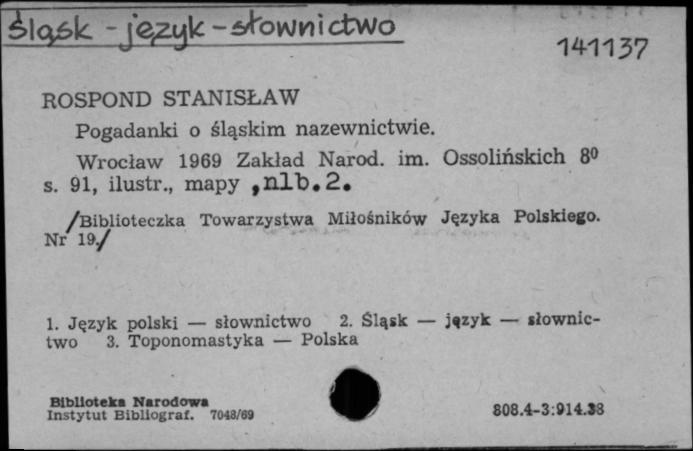 Śląsk - język - słownictwo
141137
ROSPOND STANISŁAW
Pogadanki o śląskim nazewnictwie.
Wrocław 1969 Zakład Narod. im. Ossolińskich 8⁰
s. 91, ilustr., mapy ,nlb.2.
/Biblioteczka Towarzystwa Miłośników Języka Polskiego.
Nr 19./
1. Język polski — słownictwo 2. Śląsk — język — słownic-
two 3. Toponomastyka — Polska
Biblioteka Narodowa
Instytut Bibliograf. 7048/69
808.4-3:914.38